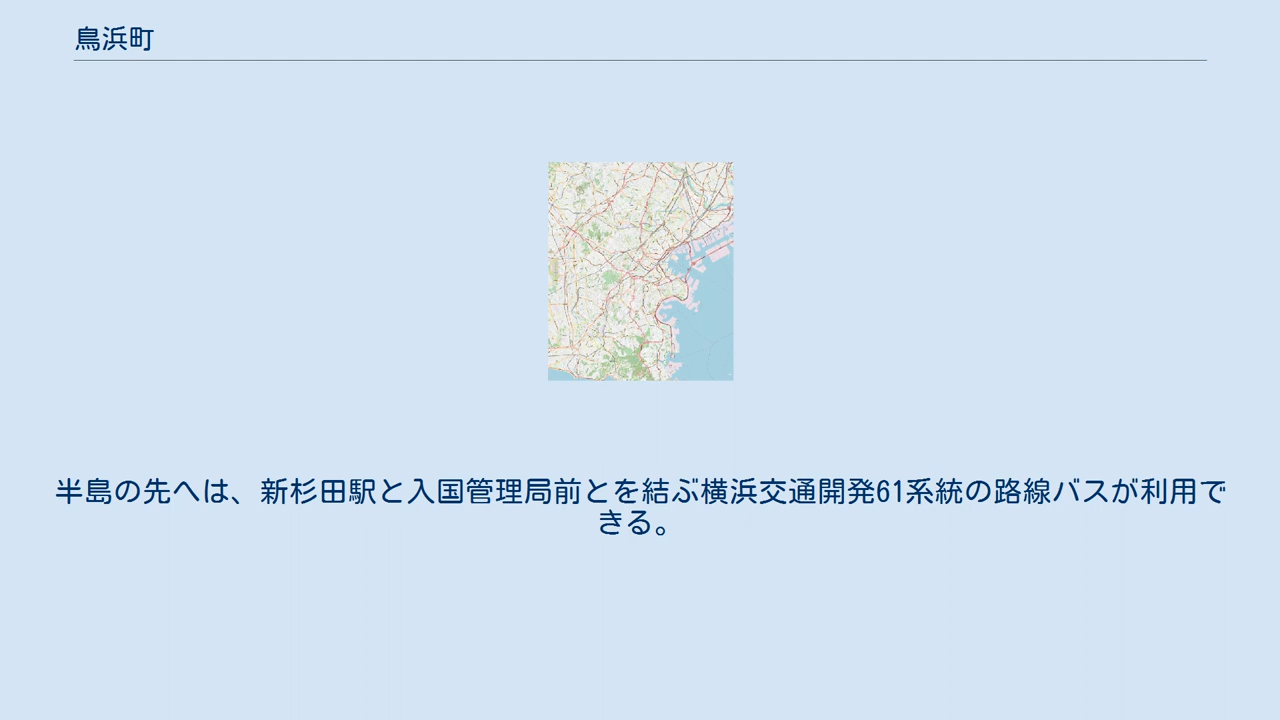 鳥浜町
半島の先へは、新杉田駅と入国管理局前とを結ぶ横浜交通開発61系統の路線バスが利用で
きる。